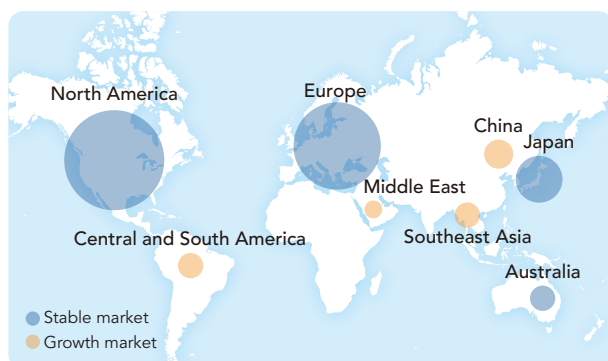 North America
Europe
China
Japan
Middle East
Central and South America
Southeast Asia
Australia
Stable market
Growth market